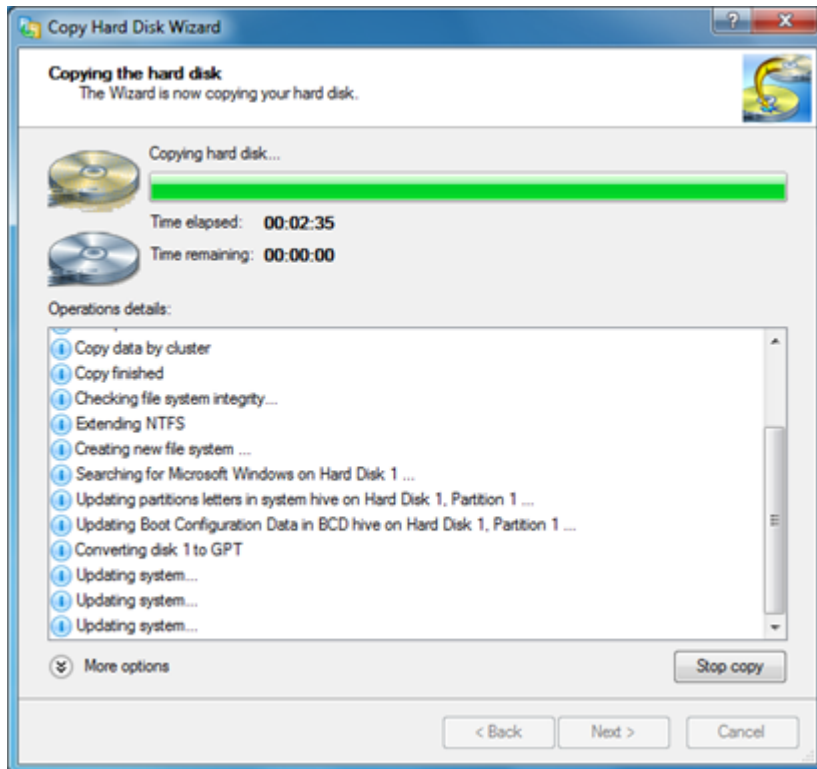 Copy Hard Disk Wizard
Copying the hard disk
The Wizard is now copying your hard disk.
Copying hard disk...
Time elapsed: 00:02:35
Time remaining: 00:00:00
Operations details:
Copy data by cluster
Copy finished
Checking file system integrity...
Extending NTFS
Creating new file system ...
Searching for Microsoft Windows on Hard Disk 1 ...
Updating partitions letters in system hive on Hard Disk 1, Partition 1 ...
Updating Boot Configuration Data in BCD hive on Hard Disk 1, Partition 1 ...
Converting disk 1 to GPT
Updating system...
Updating system...
Updating system...
More options
Stop copy
< Back
Next >
Cancel